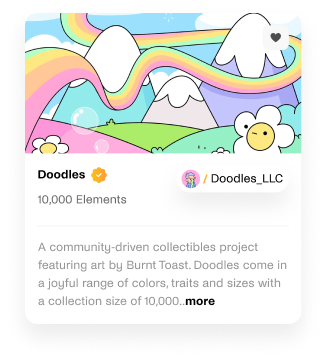 Doodles
/ Doodles_LLC
10,000 Elements
A community-driven collectibles project
featuring art by Burnt Toast. Doodles come in
a joyful range of colors, traits and sizes with
a collection size of 10,000..more